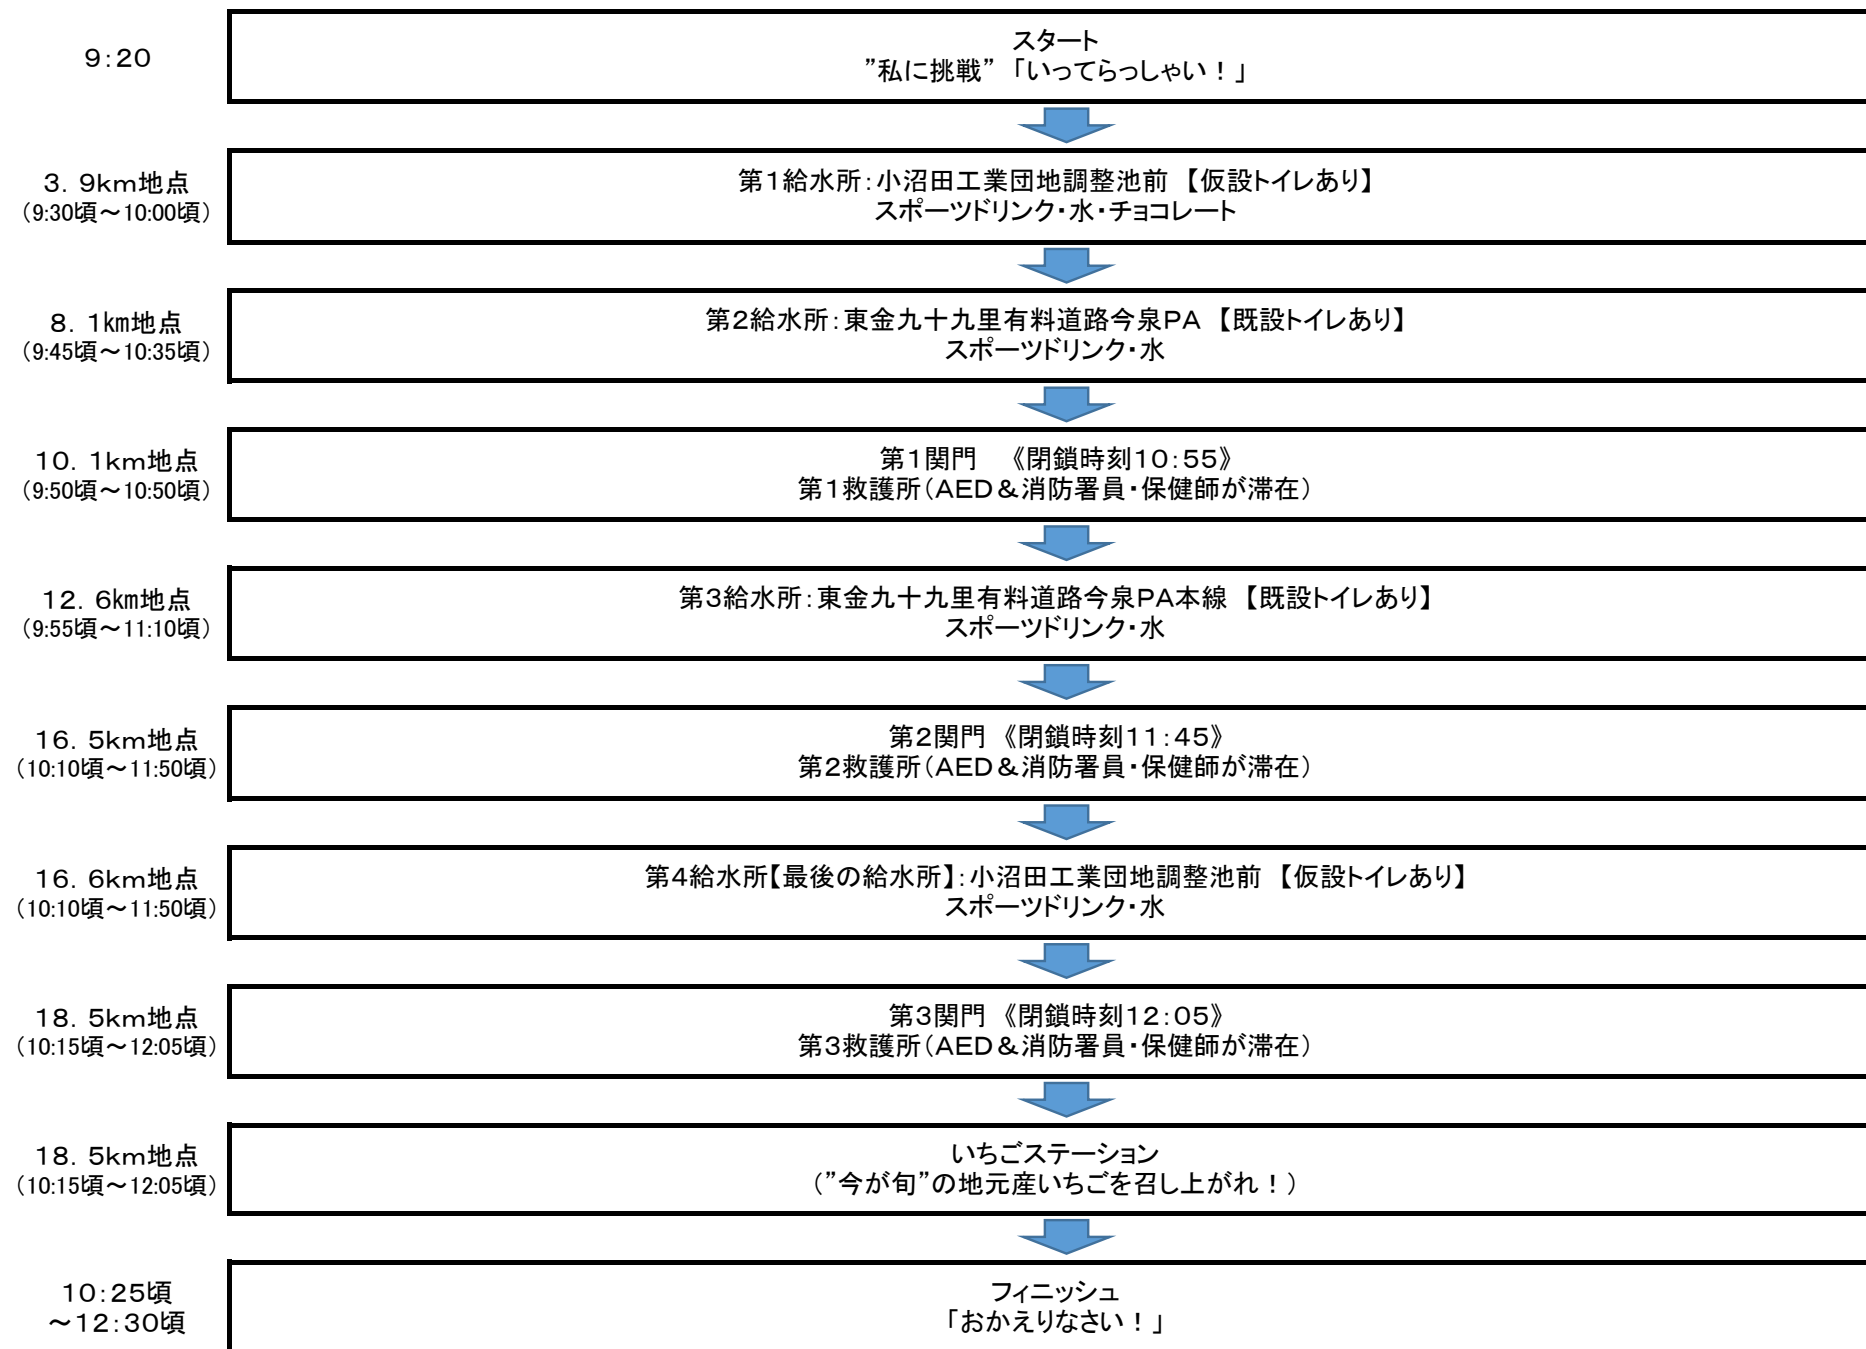 9:20
スタート
”私に挑戦”「いってらっしゃい！」
3．9km地点
（9:30頃～10:00頃）
第1給水所：小沼田工業団地調整池前 【仮設トイレあり】
スポーツドリンク・水・チョコレート
8．1㎞地点
（9:45頃～10:35頃）
第2給水所：東金九十九里有料道路今泉PA 【既設トイレあり】
スポーツドリンク・水
10．1km地点
（9:50頃～10:50頃）
第1関門　《閉鎖時刻10:55》
第1救護所（AED＆消防署員・保健師が滞在）
12．6㎞地点
（9:55頃～11:10頃）
第3給水所：東金九十九里有料道路今泉PA本線 【既設トイレあり】
スポーツドリンク・水
16．5km地点
（10:10頃～11:50頃）
第2関門 《閉鎖時刻11:45》
第2救護所（AED＆消防署員・保健師が滞在）
16．6km地点
（10:10頃～11:50頃）
第4給水所【最後の給水所】：小沼田工業団地調整池前 【仮設トイレあり】
スポーツドリンク・水
18．5km地点
（10:15頃～12:05頃）
第3関門 《閉鎖時刻12:05》
第3救護所（AED＆消防署員・保健師が滞在）
18．5km地点
（10:15頃～12:05頃）
いちごステーション
（”今が旬”の地元産いちごを召し上がれ！）
10:25頃
～12:30頃
フィニッシュ
「おかえりなさい！」